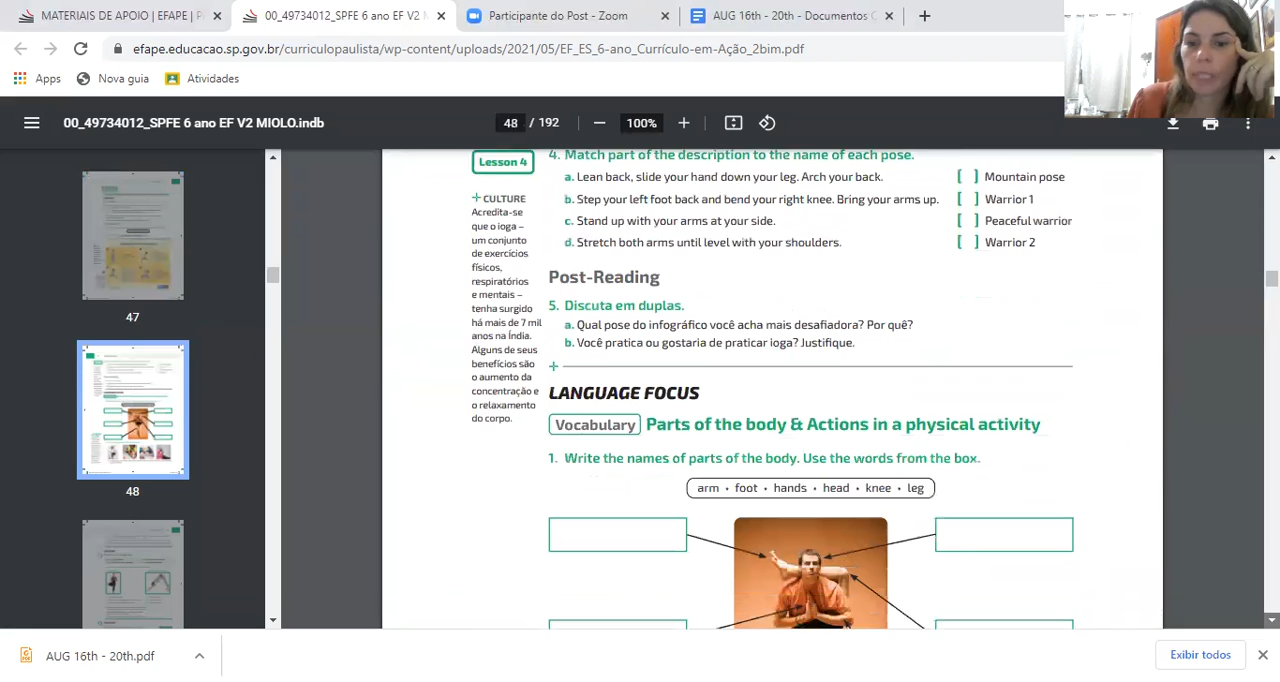 MATERIAIS DE APOIO | EFAPE | P
00_49734012_SPFE 6 ano EF V2 M
Participante do Post - Zoom
AUG 16th - 20th - Documentos
efape.educacao.sp.gov.br/curriculopaulista/wp-content/uploads/2021/05/EF_ES_6-ano_Currículo-em-Ação_2bim.pdf
Apps
Nova guia
Atividades
00_49734012_SPFE 6 ano EF V2 MIOLO.indb
48 / 192
100%
47
48
Lesson 4
+ CULTURE
Acredita-se
que o ioga –
um conjunto
de exercícios
físicos,
respiratórios
e mentais –
tenha surgido
há mais de 7 mil
anos na Índia.
Alguns de seus
benefícios são
o aumento da
concentração e
o relaxamento
do corpo.
4. Match part of the description to the name of each pose.
a. Lean back, slide your hand down your leg. Arch your back.
[ ] Mountain pose
b. Step your left foot back and bend your right knee. Bring your arms up.
[ ] Warrior 1
c. Stand up with your arms at your side.
[ ] Peaceful warrior
d. Stretch both arms until level with your shoulders.
[ ] Warrior 2
Post-Reading
5. Discuta em duplas.
a. Qual pose do infográfico você acha mais desafiadora? Por quê?
b. Você pratica ou gostaria de praticar ioga? Justifique.
LANGUAGE FOCUS
Vocabulary Parts of the body & Actions in a physical activity
1. Write the names of parts of the body. Use the words from the box.
arm • foot • hands • head • knee • leg
AUG 16th - 20th.pdf
Exibir todos